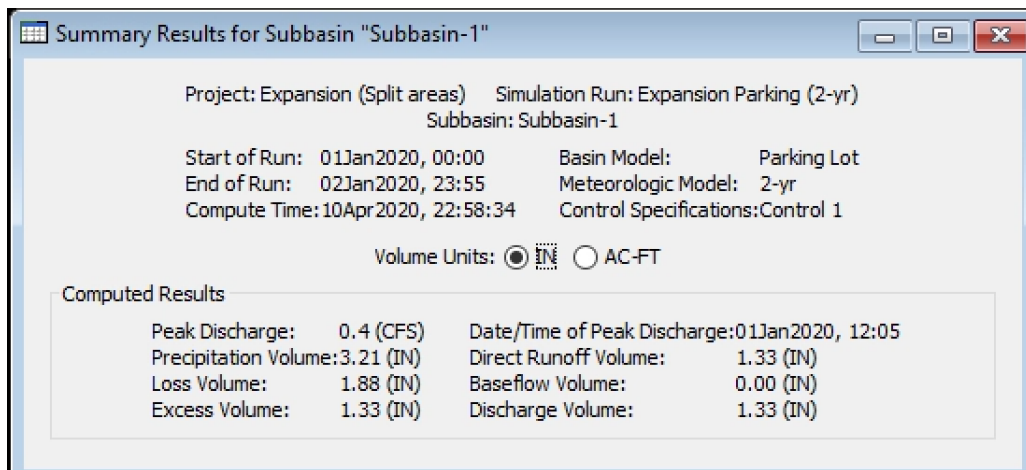 Summary Results for Subbasin "Subbasin-1"
Project: Expansion (Split areas) Simulation Run: Expansion Parking (2-yr)
Subbasin: Subbasin-1
Start of Run: 01Jan2020, 00:00 Basin Model: Parking Lot
End of Run: 02Jan2020, 23:55 Meteorologic Model: 2-yr
Compute Time:10Apr2020, 22:58:34 Control Specifications:Control 1
Volume Units: IN AC-FT
Computed Results
Peak Discharge: 0.4 (CFS) Date/Time of Peak Discharge:01Jan2020, 12:05
Precipitation Volume:3.21 (IN) Direct Runoff Volume: 1.33 (IN)
Loss Volume: 1.88 (IN) Baseflow Volume: 0.00 (IN)
Excess Volume: 1.33 (IN) Discharge Volume: 1.33 (IN)